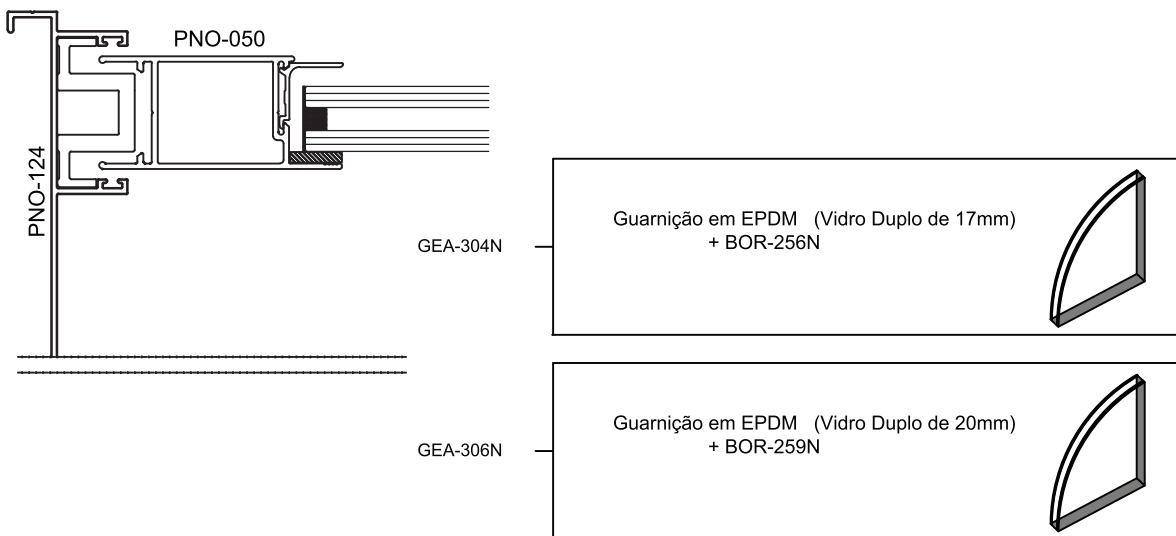 PNO-050
PNO-124
GEA-304N
Guarnição em EPDM (Vidro Duplo de 17mm)
+ BOR-256N
GEA-306N
Guarnição em EPDM (Vidro Duplo de 20mm)
+ BOR-259N